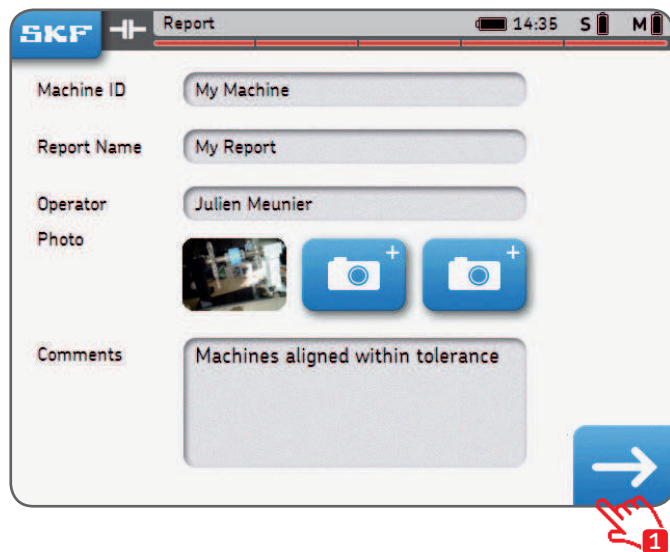 SKF
Report 14:35 S M
Machine ID My Machine
Report Name My Report
Operator Julien Meunier
Photo
Comments Machines aligned within tolerance
1